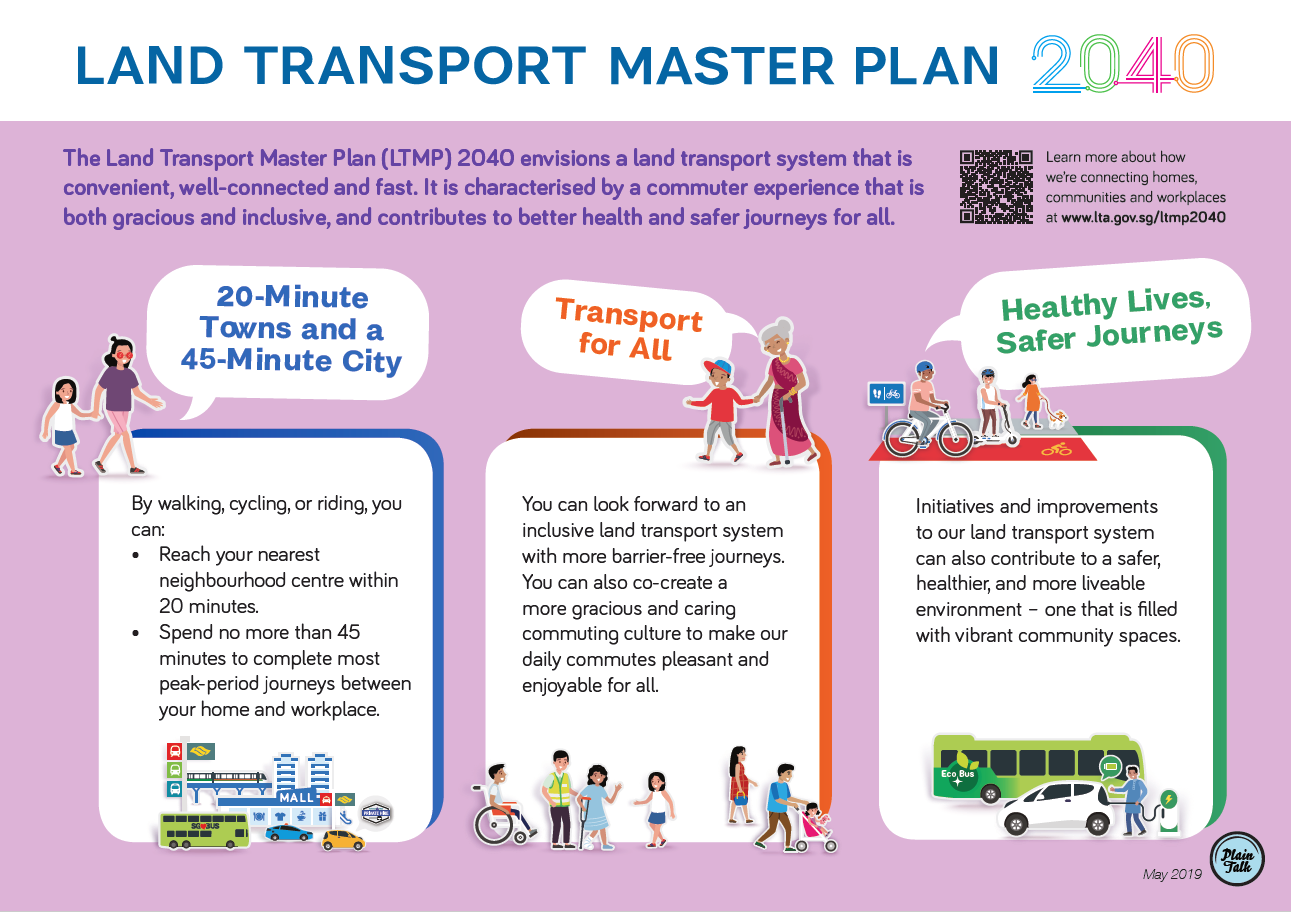 LAND TRANSPORT MASTER PLAN 2040
The Land Transport Master Plan (LTMP) 2040 envisions a land transport system that is
convenient, well-connected and fast. It is characterised by a commuter experience that is
both gracious and inclusive, and contributes to better health and safer journeys for all.
Learn more about how
we're connecting homes,
communities and workplaces
at www.lta.gov.sg/ltmp2040
20-Minute
Towns and a
45-Minute City
By walking, cycling, or riding, you
can:
• Reach your nearest
neighbourhood centre within
20 minutes.
• Spend no more than 45
minutes to complete most
peak-period journeys between
your home and workplace.
MALL
SG♥BUS
PRIVATE HIRE
Transport
for All
You can look forward to an
inclusive land transport system
with more barrier-free journeys.
You can also co-create a
more gracious and caring
commuting culture to make our
daily commutes pleasant and
enjoyable for all.
Healthy Lives,
Safer Journeys
Initiatives and improvements
to our land transport system
can also contribute to a safer,
healthier, and more liveable
environment – one that is filled
with vibrant community spaces.
Eco Bus
May 2019
Plain
Talk